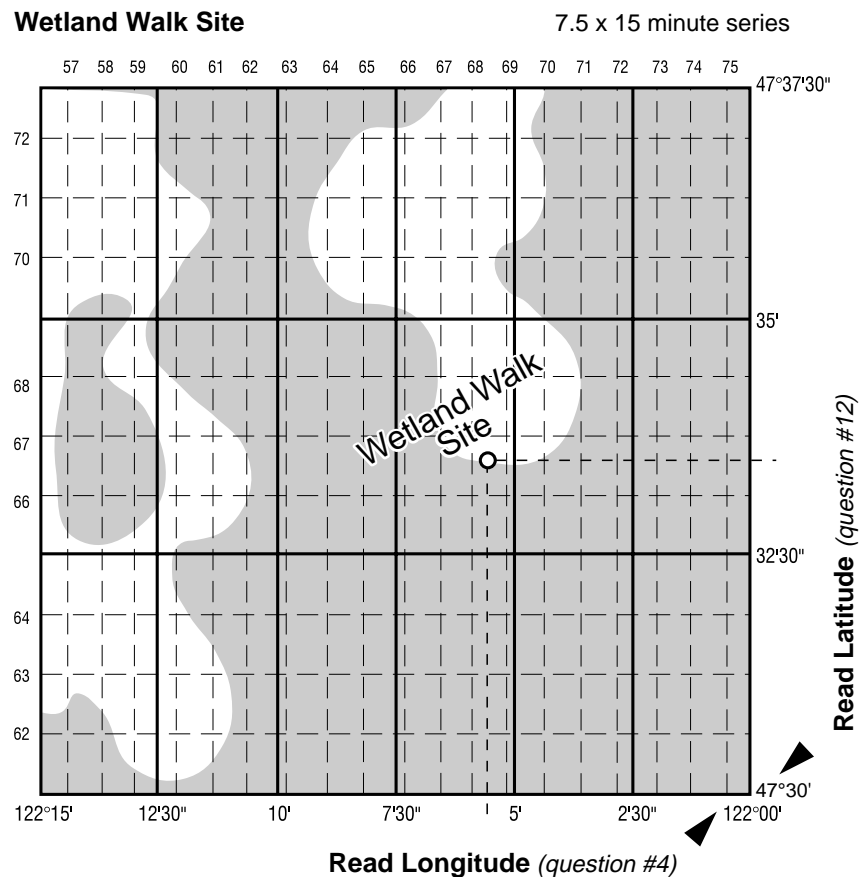 Wetland Walk Site
7.5 x 15 minute series
57 58 59 60 61 62 63 64 65 66 67 68 69 70 71 72 73 74 75
47°37'30"
72
71
70
35'
68
Wetland Walk
Site
67
66
32'30"
64
63
62
47°30'
122°15' 12'30" 10' 7'30" 5' 2'30" 122°00'
Read Latitude (question #12)
Read Longitude (question #4)